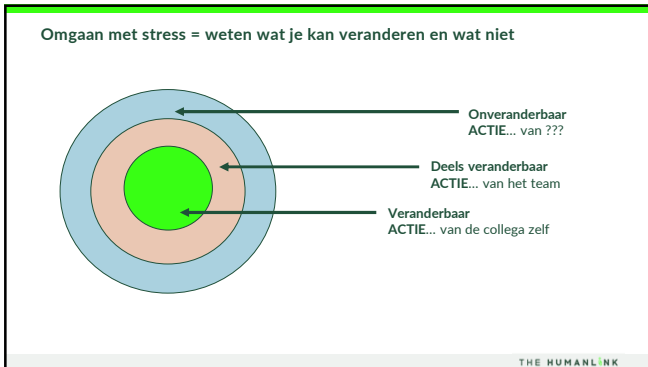 Omgaan met stress = weten wat je kan veranderen en wat niet
Onveranderbaar
ACTIE... van ???
Deels veranderbaar
ACTIE... van het team
Veranderbaar
ACTIE... van de collega zelf
THE HUMANLINK